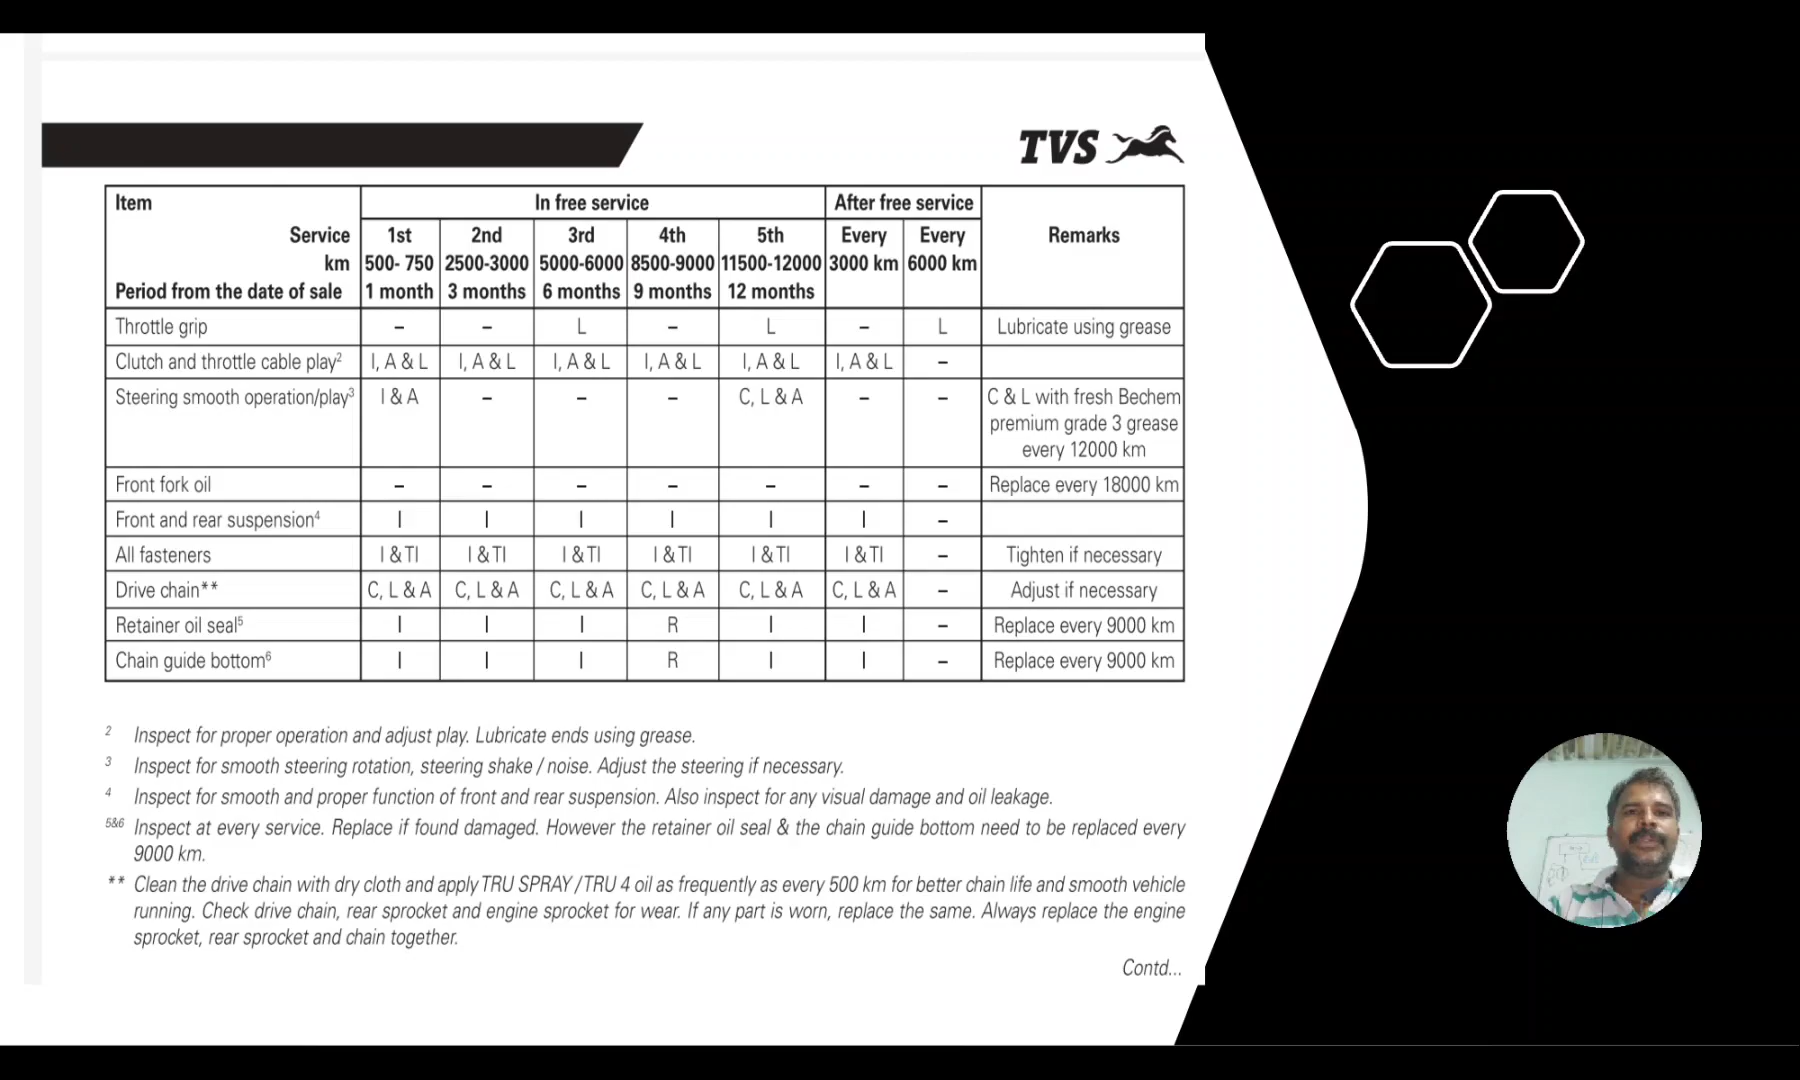 TVS
Item In free service After free service Remarks
Service 1st 2nd 3rd 4th 5th Every Every
km 500- 750 2500-3000 5000-6000 8500-9000 11500-12000 3000 km 6000 km
Period from the date of sale 1 month 3 months 6 months 9 months 12 months
Throttle grip – – L – L – L Lubricate using grease
Clutch and throttle cable play² I, A & L I, A & L I, A & L I, A & L I, A & L I, A & L –
Steering smooth operation/play³ I & A – – – C, L & A – – C & L with fresh Bechem
premium grade 3 grease
every 12000 km
Front fork oil – – – – – – – Replace every 18000 km
Front and rear suspension⁴ I I I I I I –
All fasteners I & TI I & TI I & TI I & TI I & TI I & TI – Tighten if necessary
Drive chain** C, L & A C, L & A C, L & A C, L & A C, L & A C, L & A – Adjust if necessary
Retainer oil seal⁵ I I I R I I – Replace every 9000 km
Chain guide bottom⁶ I I I R I I – Replace every 9000 km
2 Inspect for proper operation and adjust play. Lubricate ends using grease.
3 Inspect for smooth steering rotation, steering shake / noise. Adjust the steering if necessary.
4 Inspect for smooth and proper function of front and rear suspension. Also inspect for any visual damage and oil leakage.
5&6 Inspect at every service. Replace if found damaged. However the retainer oil seal & the chain guide bottom need to be replaced every
9000 km.
** Clean the drive chain with dry cloth and apply TRU SPRAY / TRU 4 oil as frequently as every 500 km for better chain life and smooth vehicle
running. Check drive chain, rear sprocket and engine sprocket for wear. If any part is worn, replace the same. Always replace the engine
sprocket, rear sprocket and chain together.
Contd...